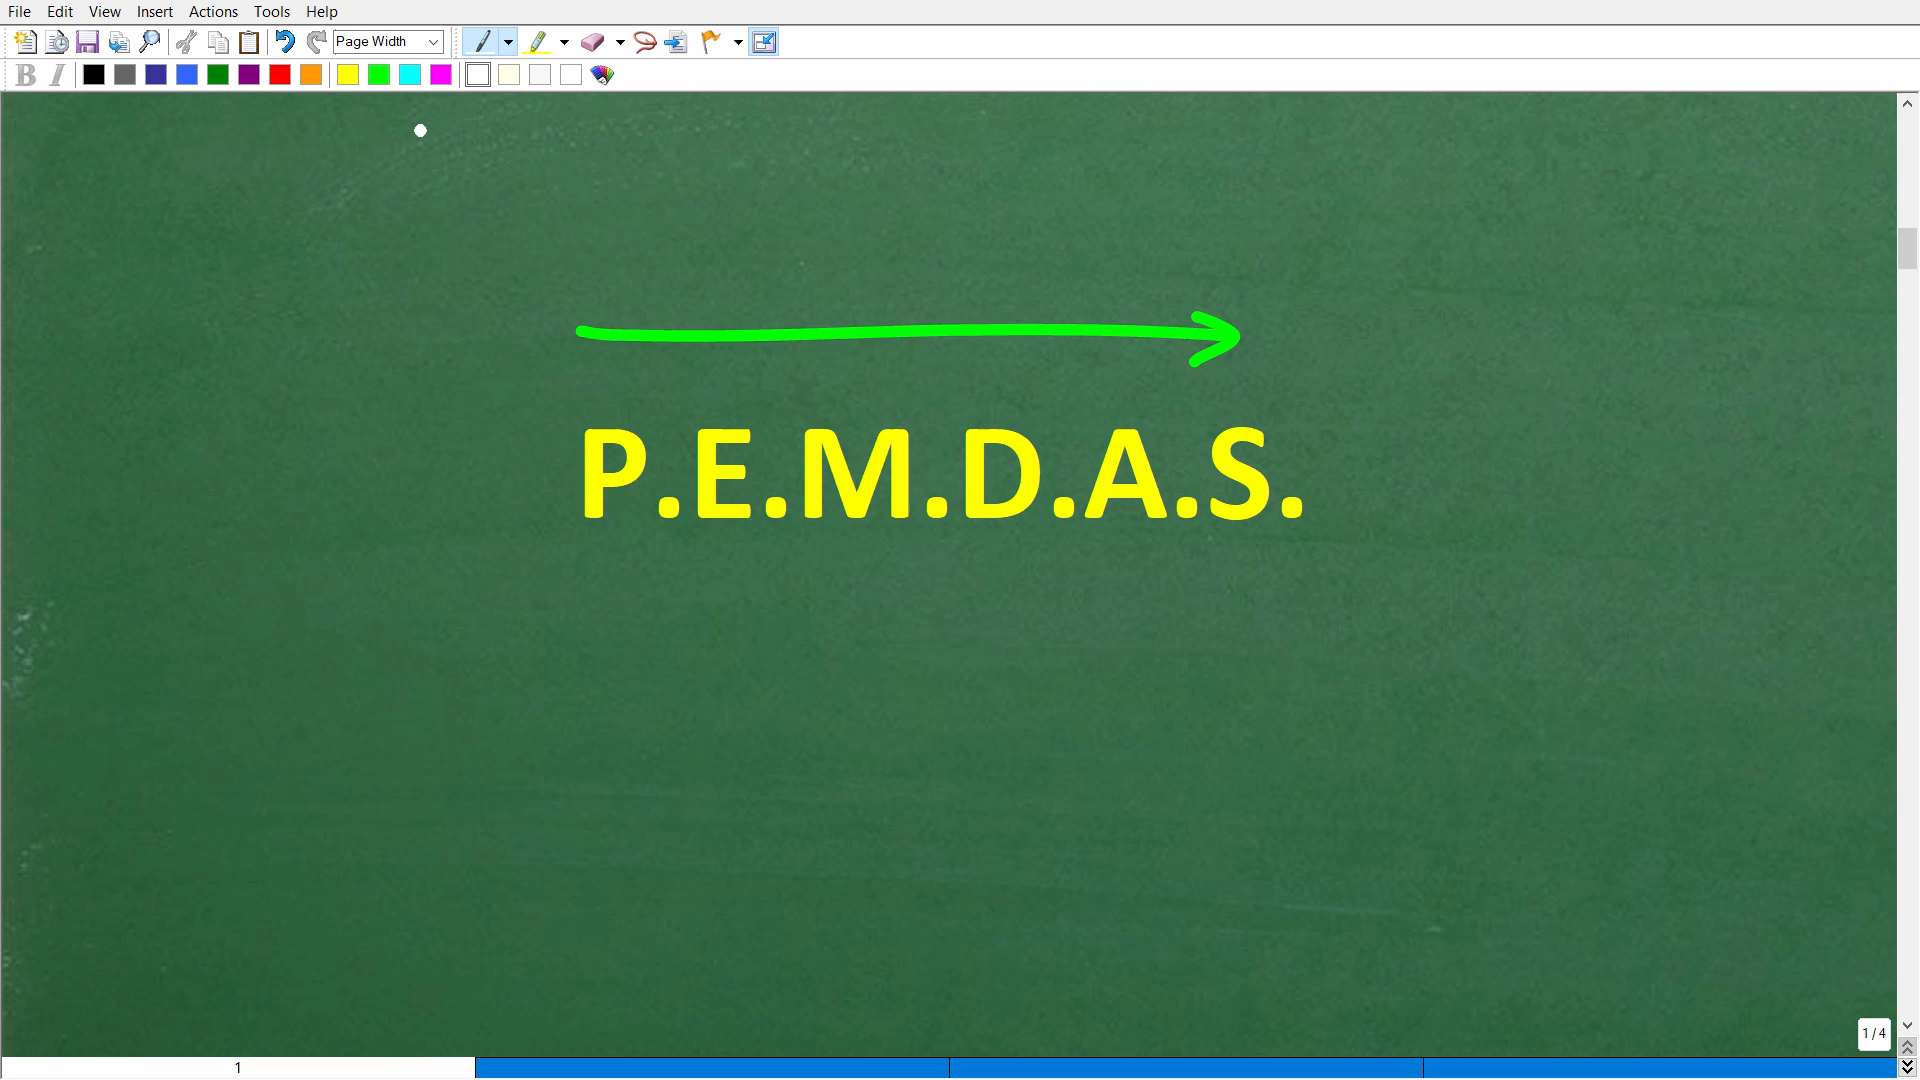 File Edit View Insert Actions Tools Help
Page Width
B I
P.E.M.D.A.S.
1 / 4
1